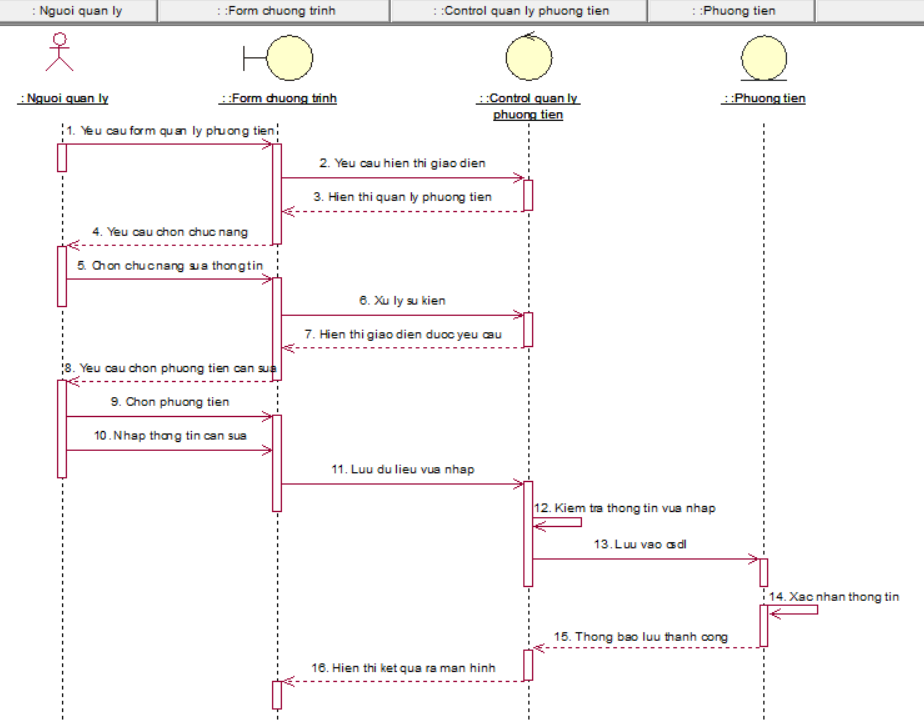 : Nguoi quan ly
: :Form chuong trinh
: :Control quan ly phuong tien
: :Phuong tien
: Nguoi quan ly
: :Form chuong trinh
: :Control quan ly
phuong tien
: :Phuong tien
1. Yeu cau form quan ly phuong tien
2. Yeu cau hien thi giao dien
3. Hien thi quan ly phuong tien
4. Yeu cau chon chuc nang
5. Chon chuc nang sua thong tin
6. Xu ly su kien
7. Hien thi giao dien duoc yeu cau
8. Yeu cau chon phuong tien can sua
9. Chon phuong tien
10. Nhap thong tin can sua
11. Luu du lieu vua nhap
12. Kiem tra thong tin vua nhap
13. Luu vao csdl
14. Xac nhan thong tin
15. Thong bao luu thanh cong
16. Hien thi ket qua ra man hinh